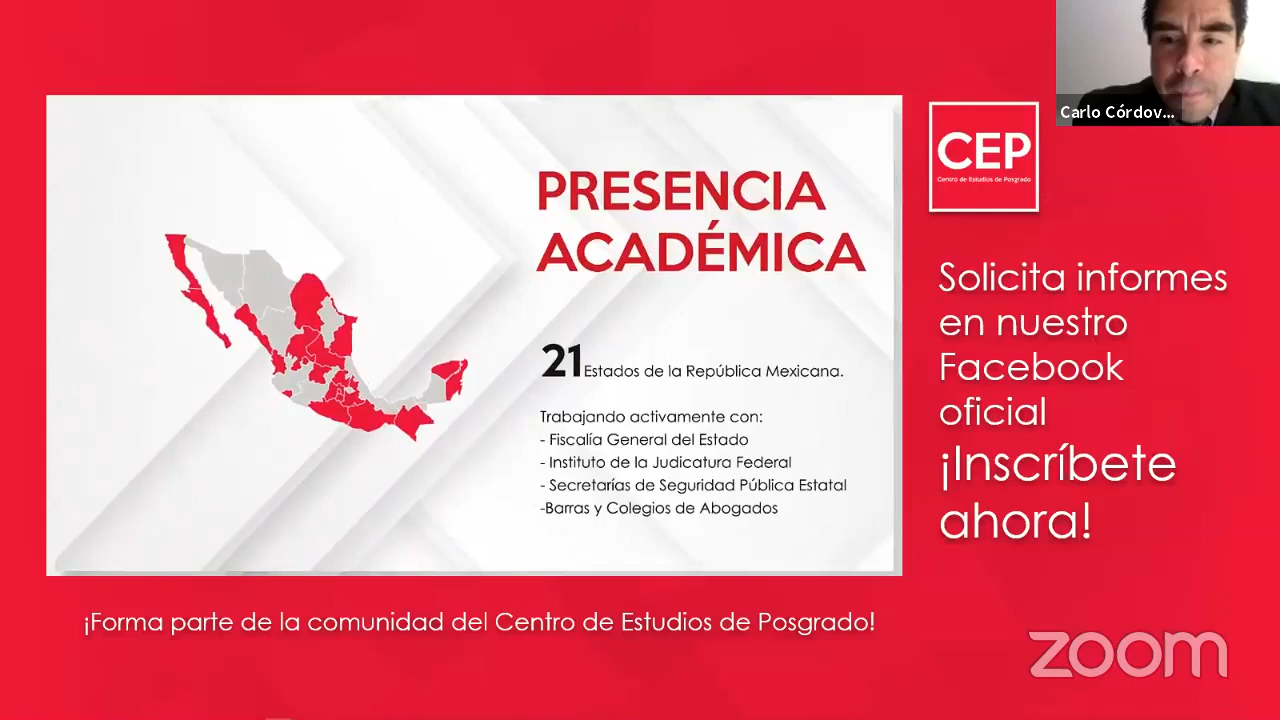 Carlo Córdov...
CEP
Centro de Estudios de Posgrado
PRESENCIA
ACADÉMICA
21 Estados de la República Mexicana.
Trabajando activamente con:
- Fiscalía General del Estado
- Instituto de la Judicatura Federal
- Secretarías de Seguridad Pública Estatal
-Barras y Colegios de Abogados
Solicita informes
en nuestro
Facebook
oficial
¡Inscríbete
ahora!
¡Forma parte de la comunidad del Centro de Estudios de Posgrado!
zoom